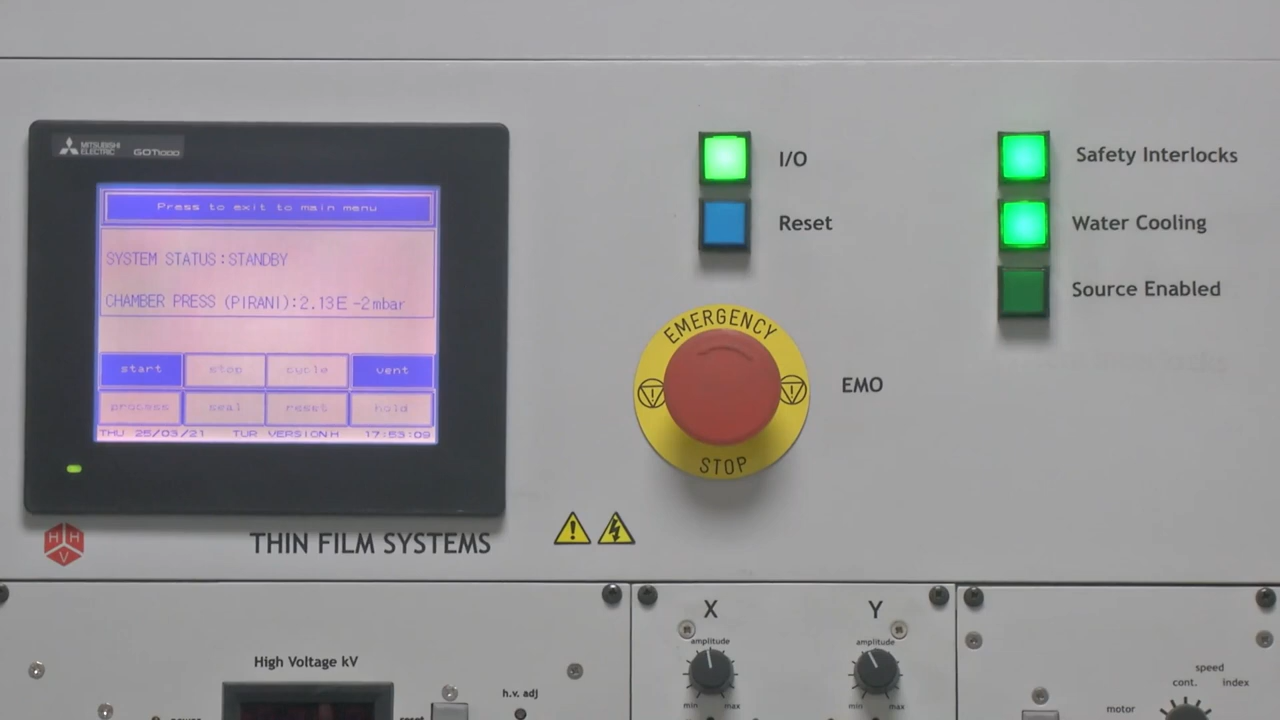 MITSUBISHI
ELECTRIC
GOT1000
Press to exit to main menu
SYSTEM STATUS:STANDBY
CHAMBER PRESS (PIRANI):2.13E-2mbar
start stop cycle vent
process seal reset hold
THU 25/03/21 TUR VERSION H 17:53:09
I/O
Reset
Safety Interlocks
Water Cooling
Source Enabled
EMERGENCY
STOP
EMO
HHV
THIN FILM SYSTEMS
High Voltage kV
h.v. adj
power
reset
X
amplitude
min max
Y
amplitude
min max
speed
cont. index
motor